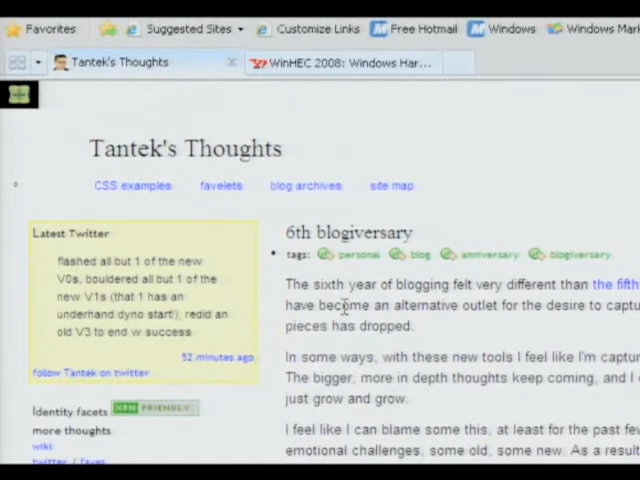 Favorites
Suggested Sites
Customize Links
Free Hotmail
Windows
Windows Mark
Tantek's Thoughts
WinHEC 2008: Windows Har...
Tantek's Thoughts
CSS examples favelets blog archives site map
Latest Twitter
flashed all but 1 of the new
V0s, bouldered all but 1 of the
new V1s (that 1 has an
underhand dyno start!), redid an
old V3 to end w success
52 minutes ago
follow Tantek on twitter
Identity facets XFN FRIENDLY
more thoughts
wiki
twitter / faves
6th blogiversary
tags: personal blog anniversary blogiversary
The sixth year of blogging felt very different than the fifth
have become an alternative outlet for the desire to captu
pieces has dropped.
In some ways, with these new tools I feel like I'm captur
The bigger, more in depth thoughts keep coming, and I
just grow and grow.
I feel like I can blame some this, at least for the past few
emotional challenges, some old, some new. As a result